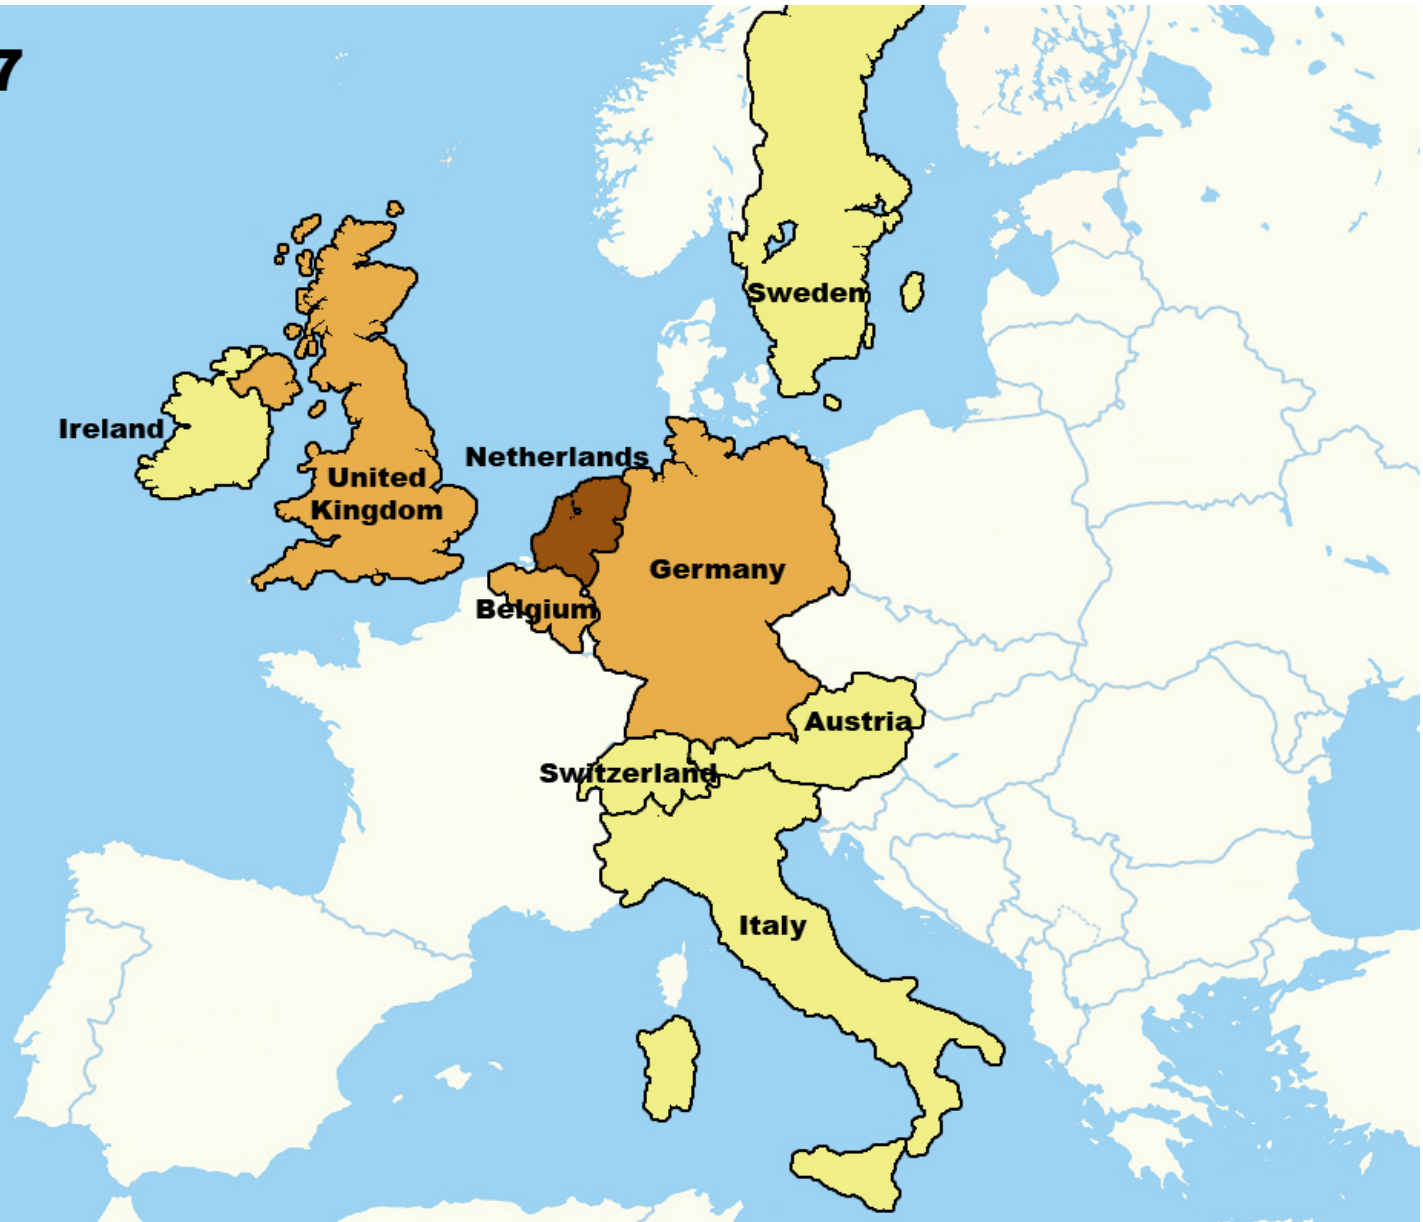 7
Sweden
Ireland
Netherlands
United
Kingdom
Germany
Belgium
Austria
Switzerland
Italy